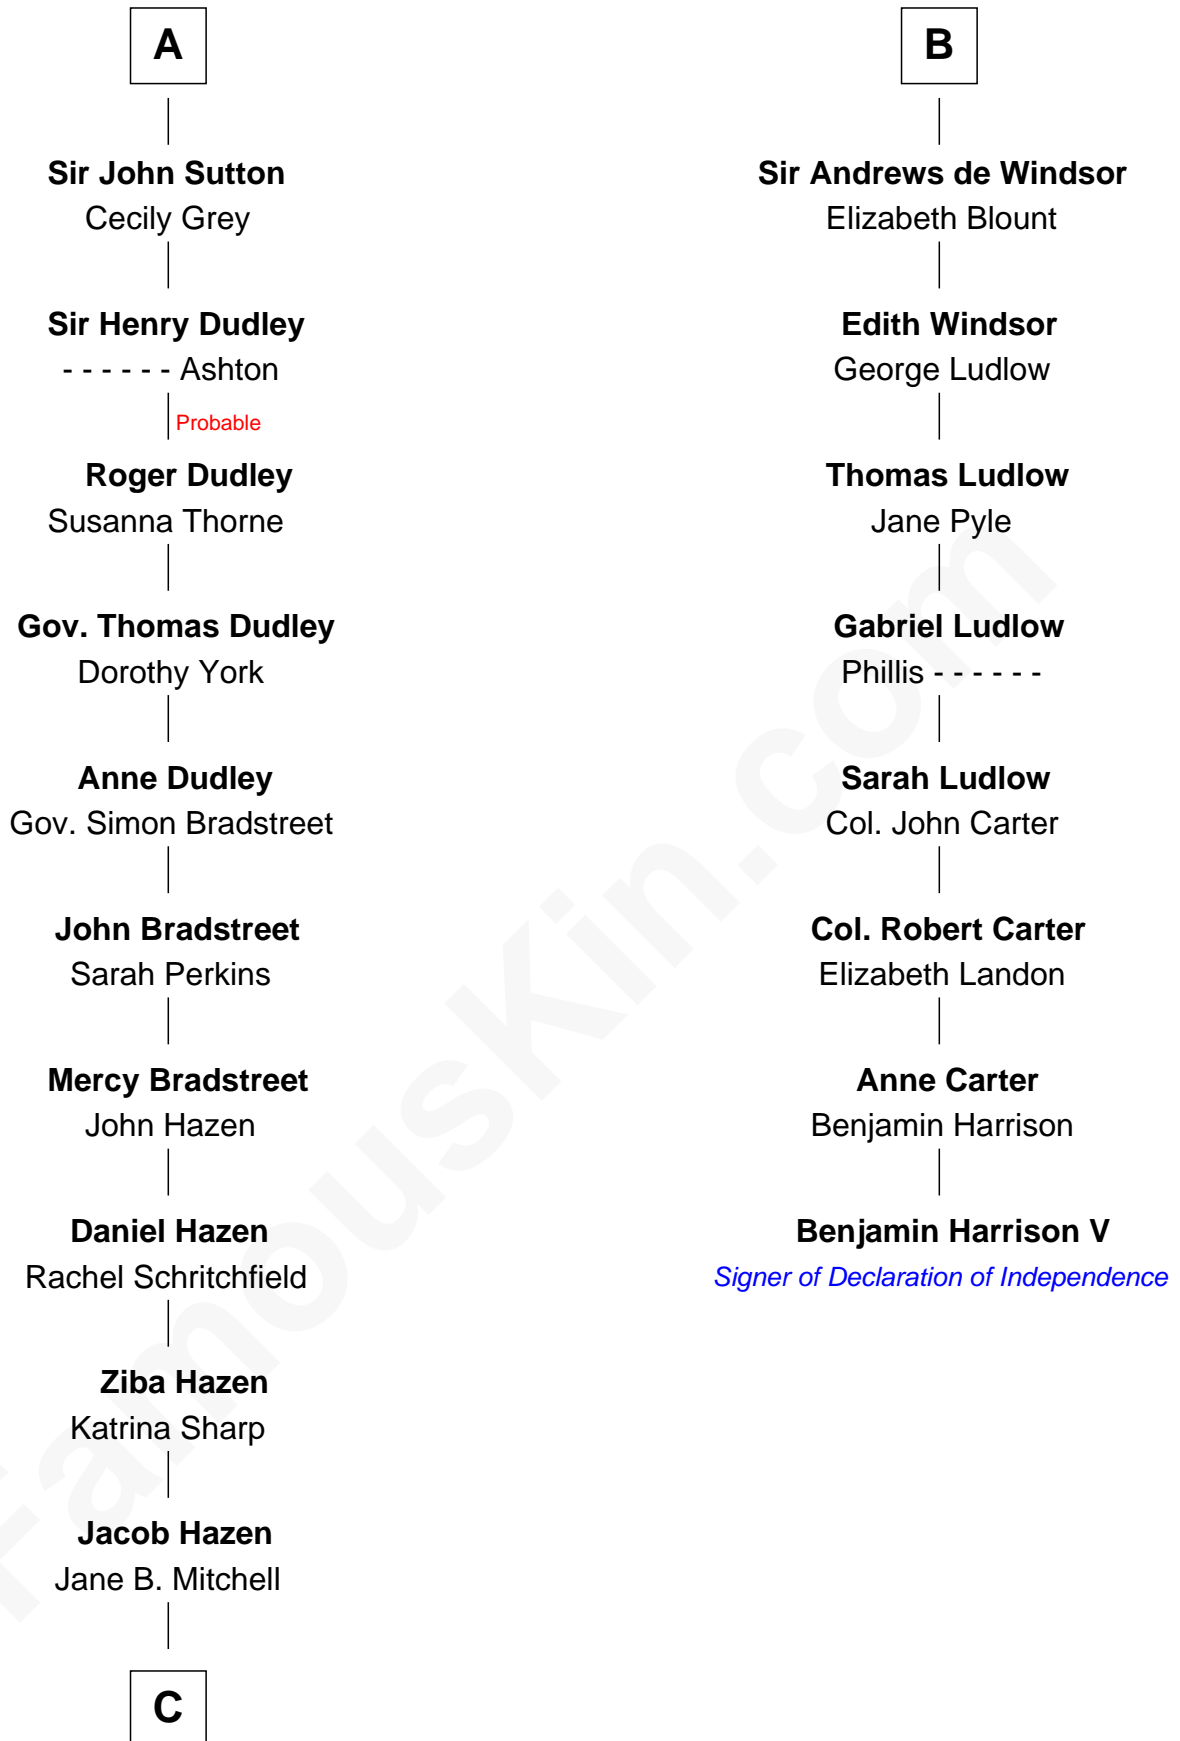 A
Sir John Sutton
Cecily Grey
Sir Henry Dudley
- - - - - - Ashton
Probable
Roger Dudley
Susanna Thorne
Gov. Thomas Dudley
Dorothy York
Anne Dudley
Gov. Simon Bradstreet
John Bradstreet
Sarah Perkins
Mercy Bradstreet
John Hazen
Daniel Hazen
Rachel Schritchfield
Ziba Hazen
Katrina Sharp
Jacob Hazen
Jane B. Mitchell
C
B
Sir Andrews de Windsor
Elizabeth Blount
Edith Windsor
George Ludlow
Thomas Ludlow
Jane Pyle
Gabriel Ludlow
Phillis - - - - - -
Sarah Ludlow
Col. John Carter
Col. Robert Carter
Elizabeth Landon
Anne Carter
Benjamin Harrison
Benjamin Harrison V
Signer of Declaration of Independence
FamousKin.com